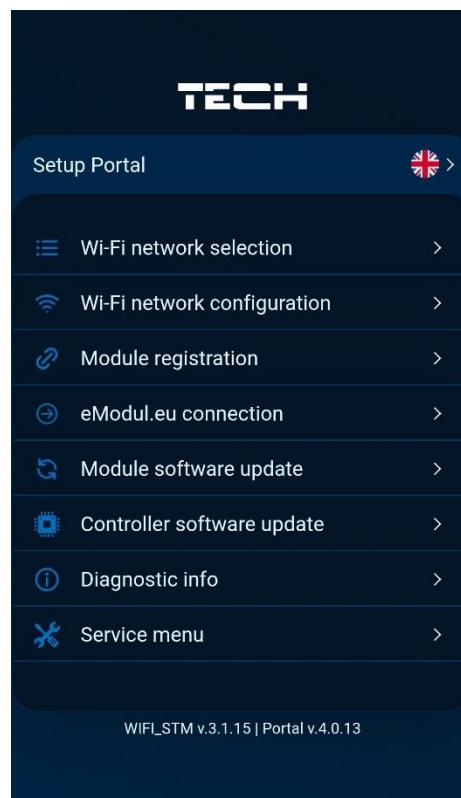 TECH
Setup Portal
Wi-Fi network selection
Wi-Fi network configuration
Module registration
eModul.eu connection
Module software update
Controller software update
Diagnostic info
Service menu
WIFI_STM v.3.1.15 | Portal v.4.0.13